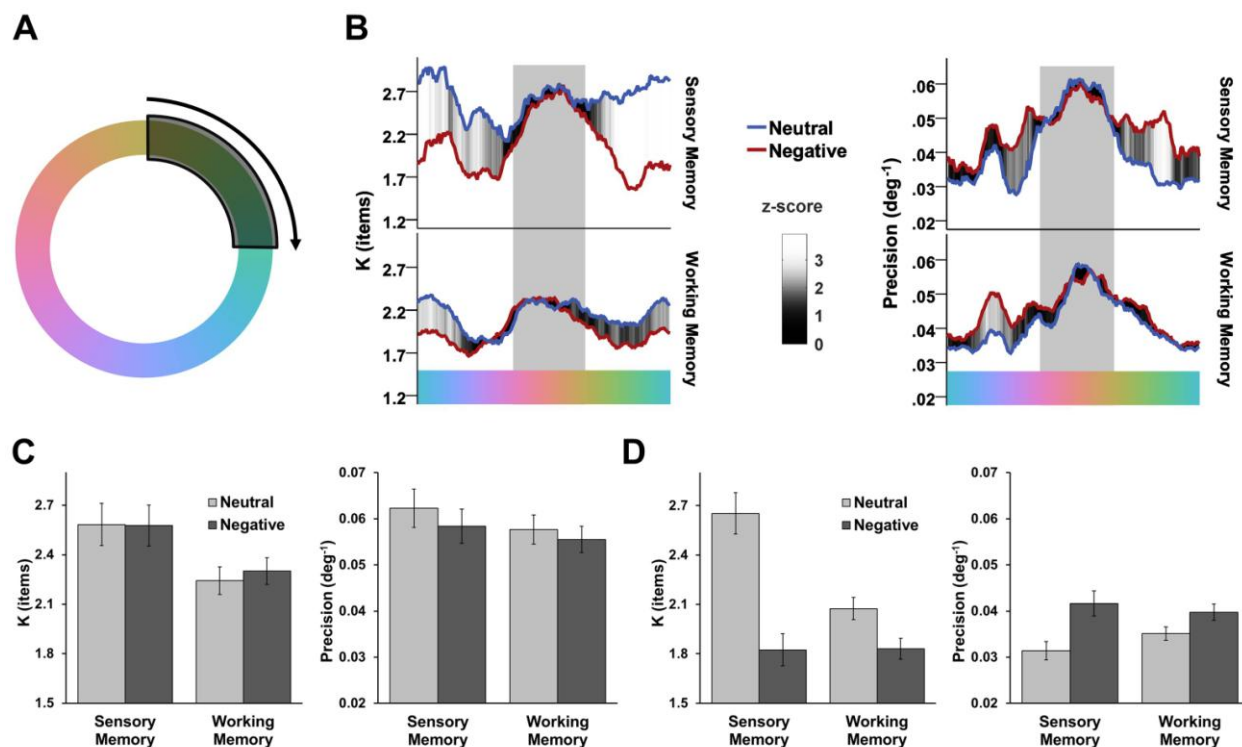 A
B
K (items)
2.7
2.2
1.7
1.2
Sensory Memory
2.7
2.2
1.7
1.2
Working Memory
Neutral
Negative
z-score
3
2
1
0
Precision (deg⁻¹)
.06
.05
.04
.03
.02
Sensory Memory
.06
.05
.04
.03
.02
Working Memory
C
K (items)
2.7
2.4
2.1
1.8
1.5
Neutral
Negative
Sensory Working
Memory Memory
Precision (deg⁻¹)
0.07
0.06
0.05
0.04
0.03
0.02
Sensory Working
Memory Memory
D
K (items)
2.7
2.4
2.1
1.8
1.5
Neutral
Negative
Sensory Working
Memory Memory
Precision (deg⁻¹)
0.07
0.06
0.05
0.04
0.03
0.02
Sensory Working
Memory Memory